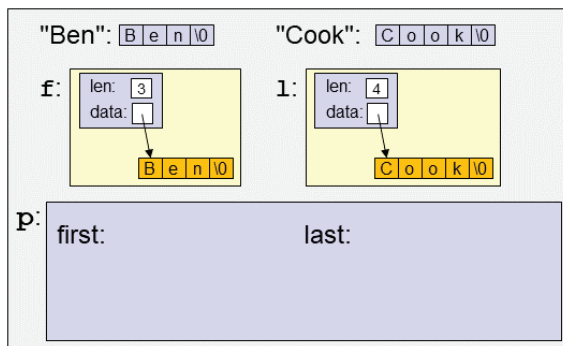 "Ben": B e n \0 "Cook": C o o k \0
f: len: 3 l: len: 4
data: data:
B e n \0 C o o k \0
p:
first: last: